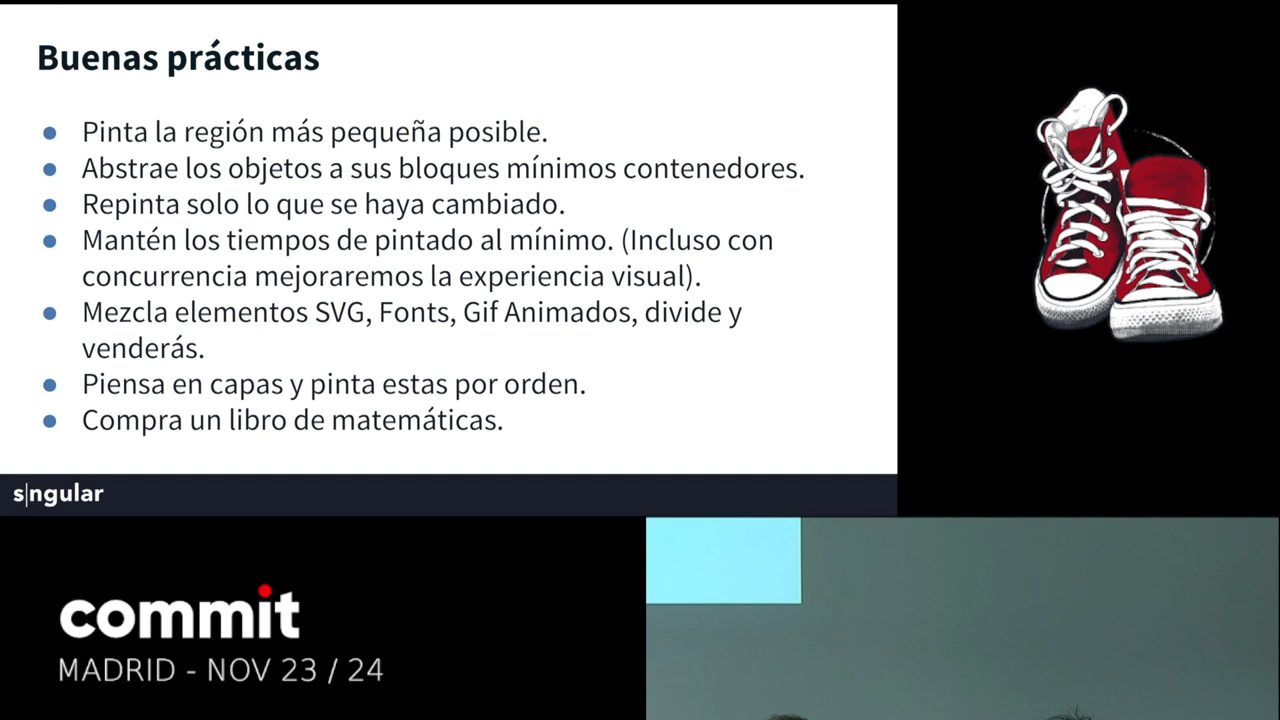 Buenas prácticas
● Pinta la región más pequeña posible.
● Abstrae los objetos a sus bloques mínimos contenedores.
● Repinta solo lo que se haya cambiado.
● Mantén los tiempos de pintado al mínimo. (Incluso con
concurrencia mejoraremos la experiencia visual).
● Mezcla elementos SVG, Fonts, Gif Animados, divide y
venderás.
● Piensa en capas y pinta estas por orden.
● Compra un libro de matemáticas.
s|ngular
commit
MADRID - NOV 23 / 24